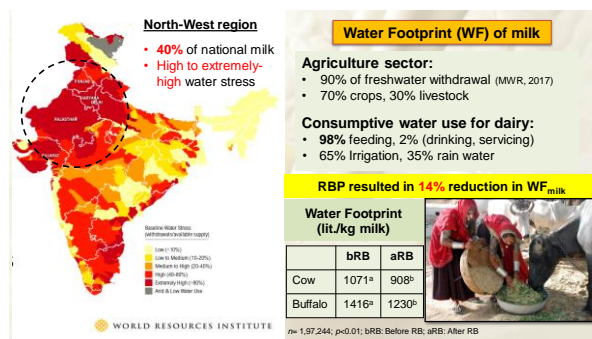 North-West region
• 40% of national milk
• High to extremely-
high water stress
PUNJAB
HARYANA
RAJASTHAN
GUJARAT
Baseline Water Stress
(withdrawals/available supply)
Low (<10%)
Low to Medium (10-20%)
Medium to High (20-40%)
High (40-80%)
Extremely High (>80%)
Arid & Low Water Use
WORLD RESOURCES INSTITUTE
Water Footprint (WF) of milk
Agriculture sector:
• 90% of freshwater withdrawal (MWR, 2017)
• 70% crops, 30% livestock
Consumptive water use for dairy:
• 98% feeding, 2% (drinking, servicing)
• 65% Irrigation, 35% rain water
RBP resulted in 14% reduction in WFmilk
Water Footprint
(lit./kg milk)
bRB aRB
Cow 1071a 908b
Buffalo 1416a 1230b
n= 1,97,244; p<0.01; bRB: Before RB; aRB: After RB